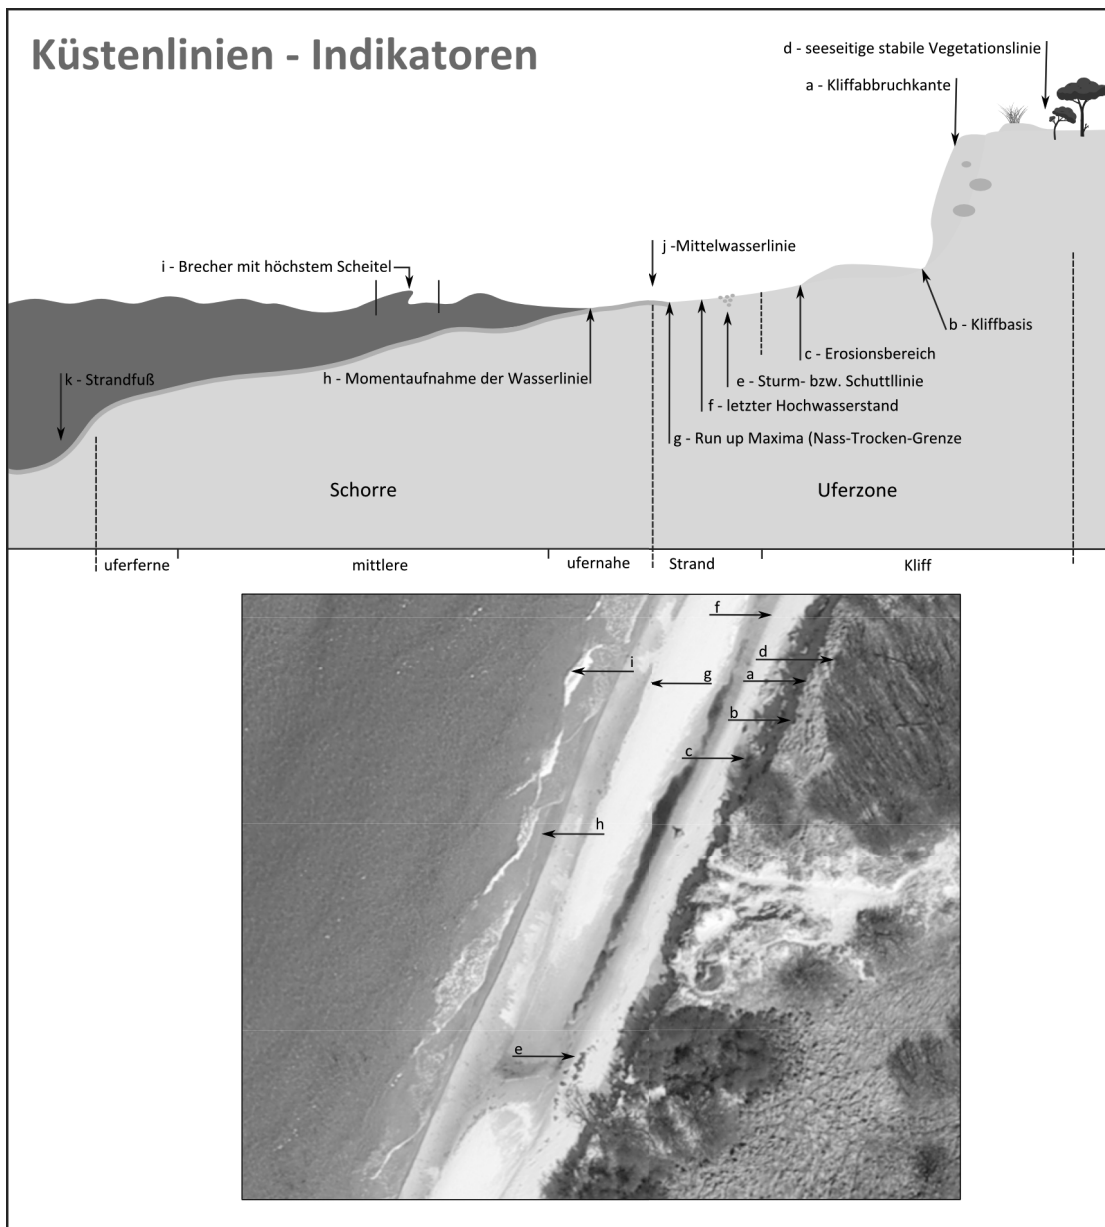 Küstenlinien - Indikatoren
d - seeseitige stabile Vegetationslinie
a - Kliffabbruchkante
j -Mittelwasserlinie
i - Brecher mit höchstem Scheitel
b - Kliffbasis
c - Erosionsbereich
k - Strandfuß
h - Momentaufnahme der Wasserlinie
e - Sturm- bzw. Schuttllinie
f - letzter Hochwasserstand
g - Run up Maxima (Nass-Trocken-Grenze
Schorre
Uferzone
uferferne
mittlere
ufernahe
Strand
Kliff
f
d
i
g
a
b
c
h
e